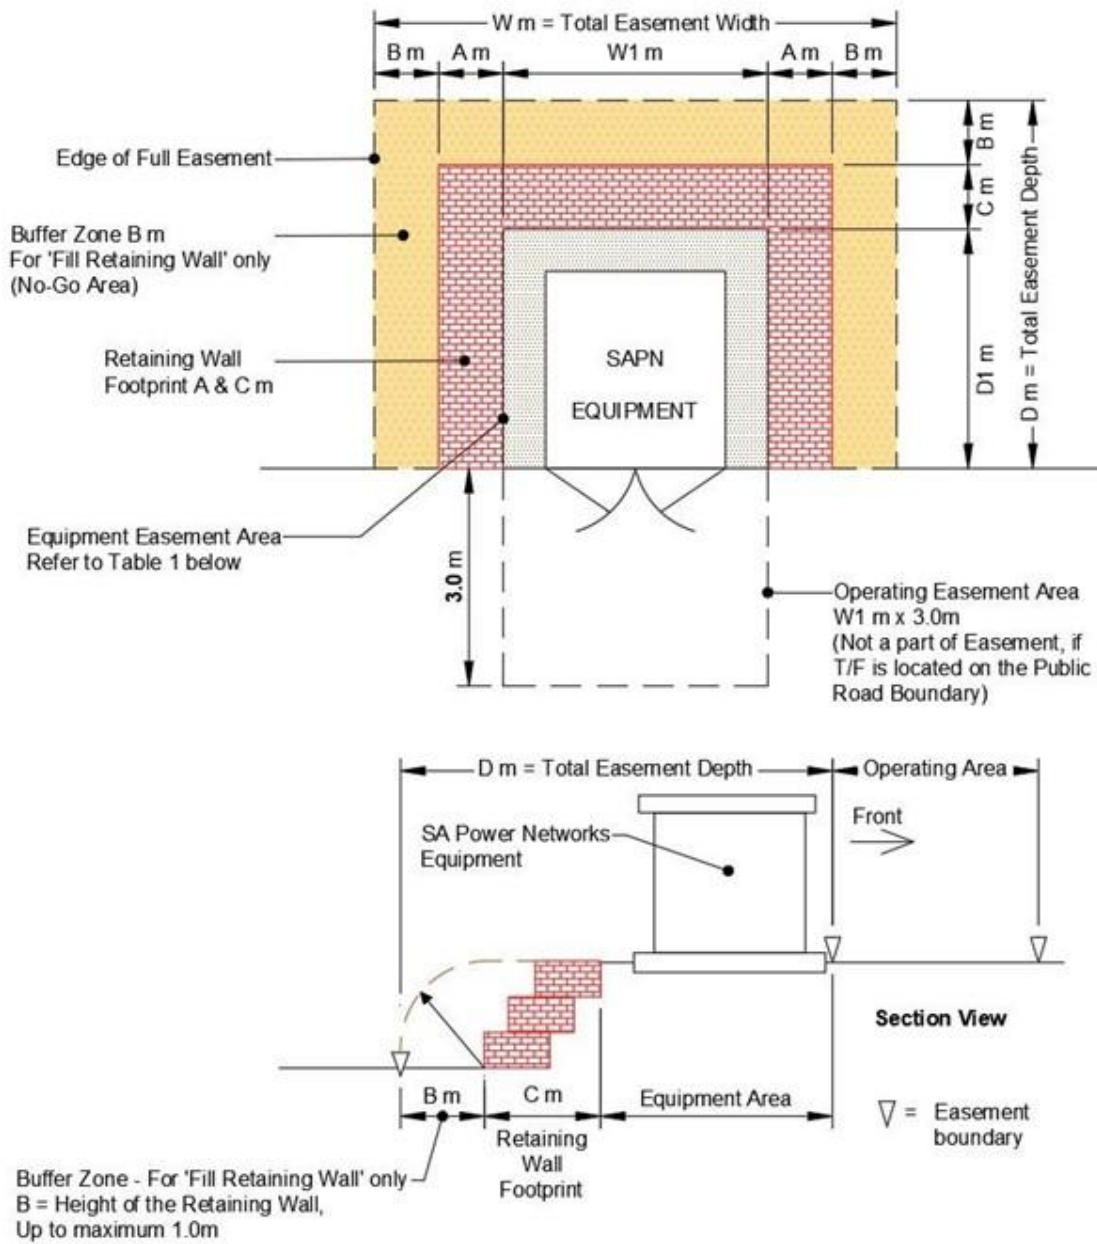 W m = Total Easement Width
B m
A m
W1 m
A m
B m
Edge of Full Easement
B m
C m
D1 m
D m = Total Easement Depth
Buffer Zone B m
For 'Fill Retaining Wall' only
(No-Go Area)
Retaining Wall
Footprint A & C m
SAPN
EQUIPMENT
Equipment Easement Area
Refer to Table 1 below
3.0 m
Operating Easement Area
W1 m x 3.0m
(Not a part of Easement, if
T/F is located on the Public
Road Boundary)
D m = Total Easement Depth
Operating Area
SA Power Networks
Equipment
Front
Section View
B m
C m
Equipment Area
Retaining
Wall
Footprint
= Easement
boundary
Buffer Zone - For 'Fill Retaining Wall' only
B = Height of the Retaining Wall,
Up to maximum 1.0m